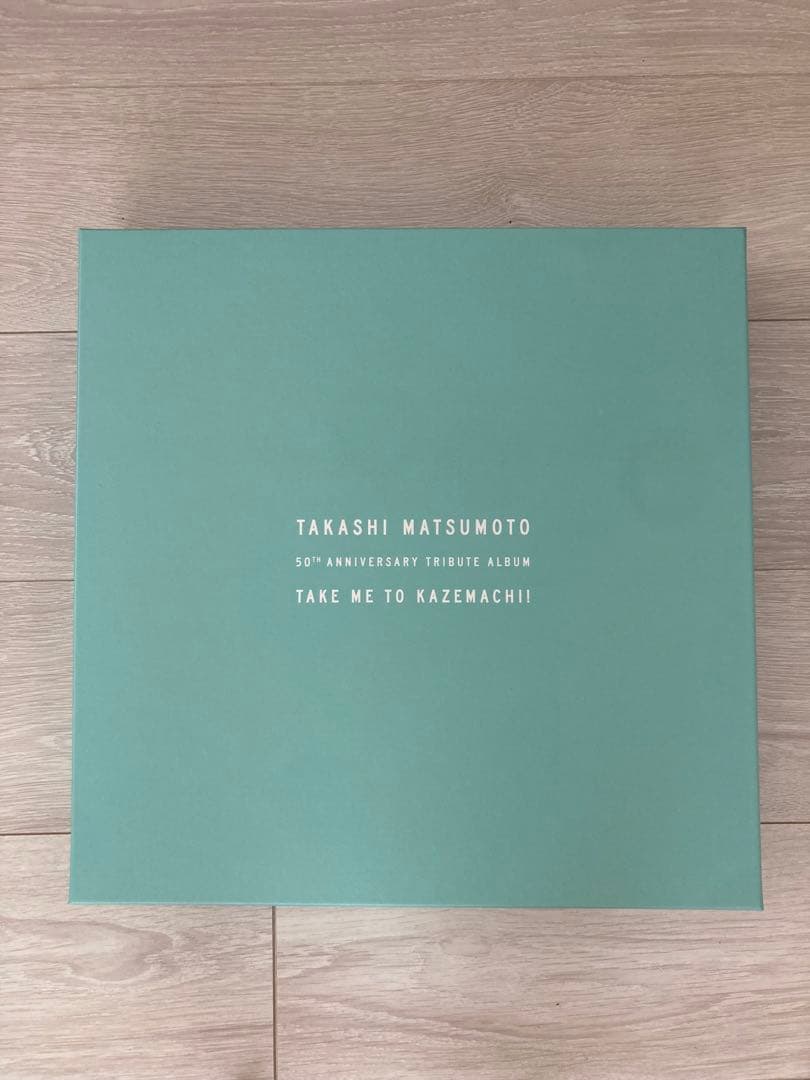 TAKASHI MATSUMOTO
50TH ANNIVERSARY TRIBUTE ALBUM
TAKE ME TO KAZEMACHI!